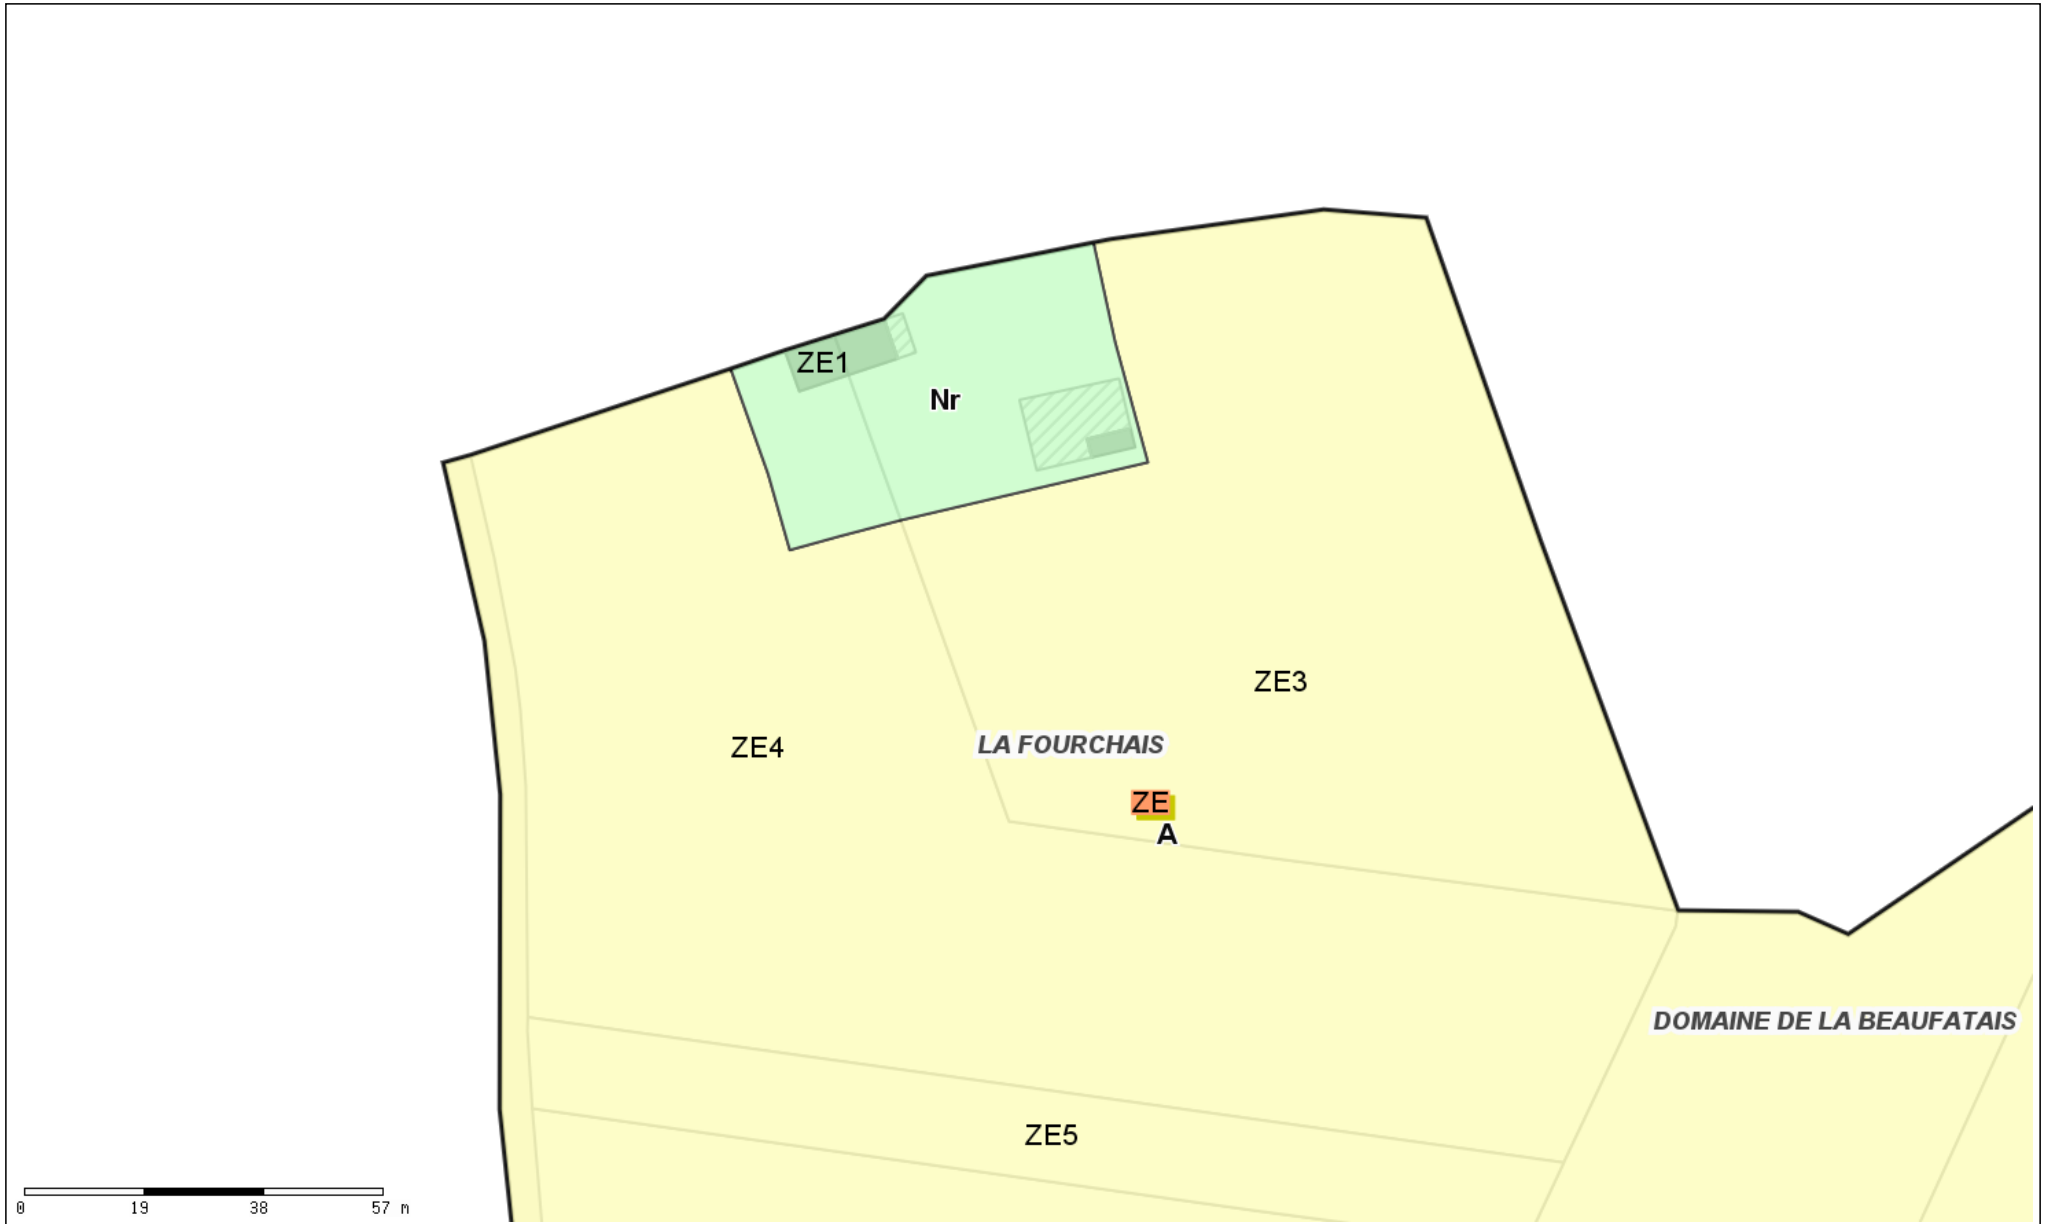 ZE1
Nr
ZE3
LA FOURCHAIS
ZE4
ZE
A
DOMAINE DE LA BEAUFATAIS
ZE5
0 19 38 57 m